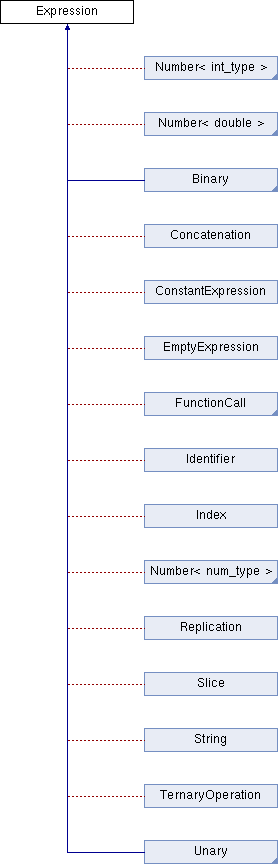 Expression
Number< int_type >
Number< double >
Binary
Concatenation
ConstantExpression
EmptyExpression
FunctionCall
Identifier
Index
Number< num_type >
Replication
Slice
String
TernaryOperation
Unary